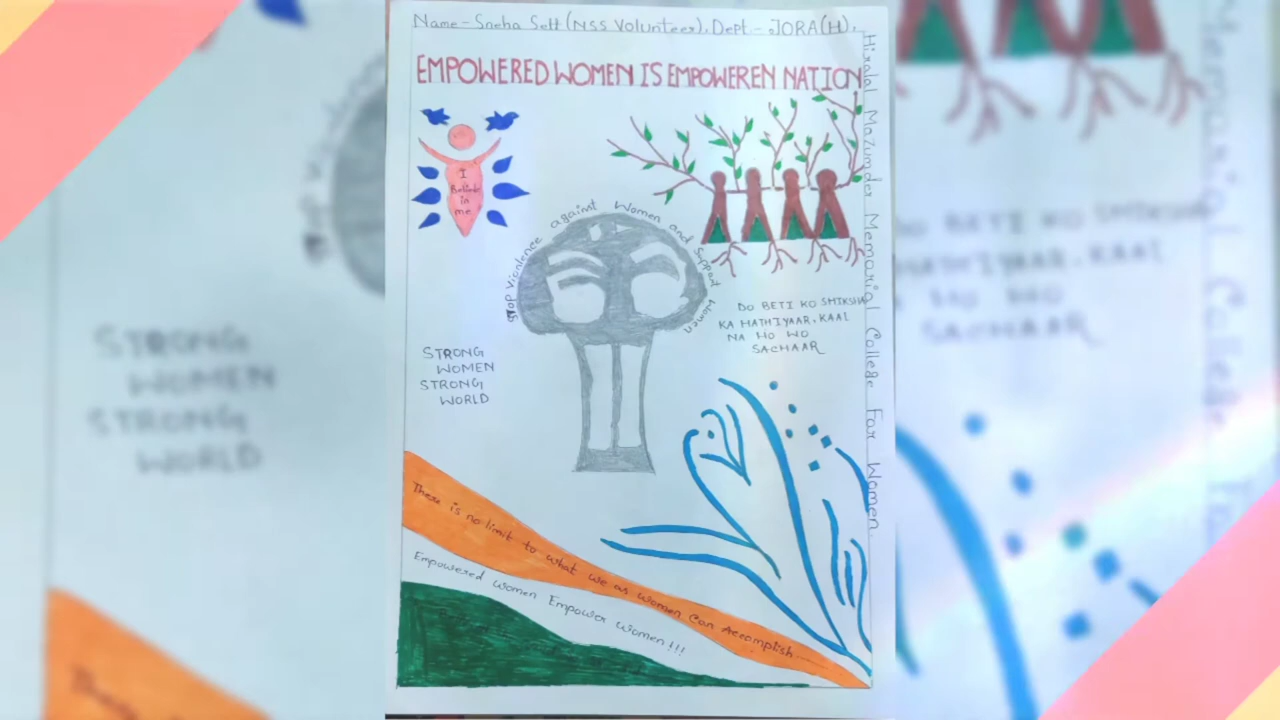 Name - Sneha Sett (NSS Volunteer), Dept - JORA(H),
Hiralal Mazumder Memorial College For Women.
EMPOWERED WOMEN IS EMPOWEREN NATION
I
Believe
in
me
STOP Vioalence against Women and Support Women
DO BETI KO SHIKSHA
KA HATHIYAAR, KAAL
NA HO WO
SACHAAR
STRONG
WOMEN
STRONG
WORLD
There is no limit to what we as women Can Accomplish
Empowered women Empower women!!!